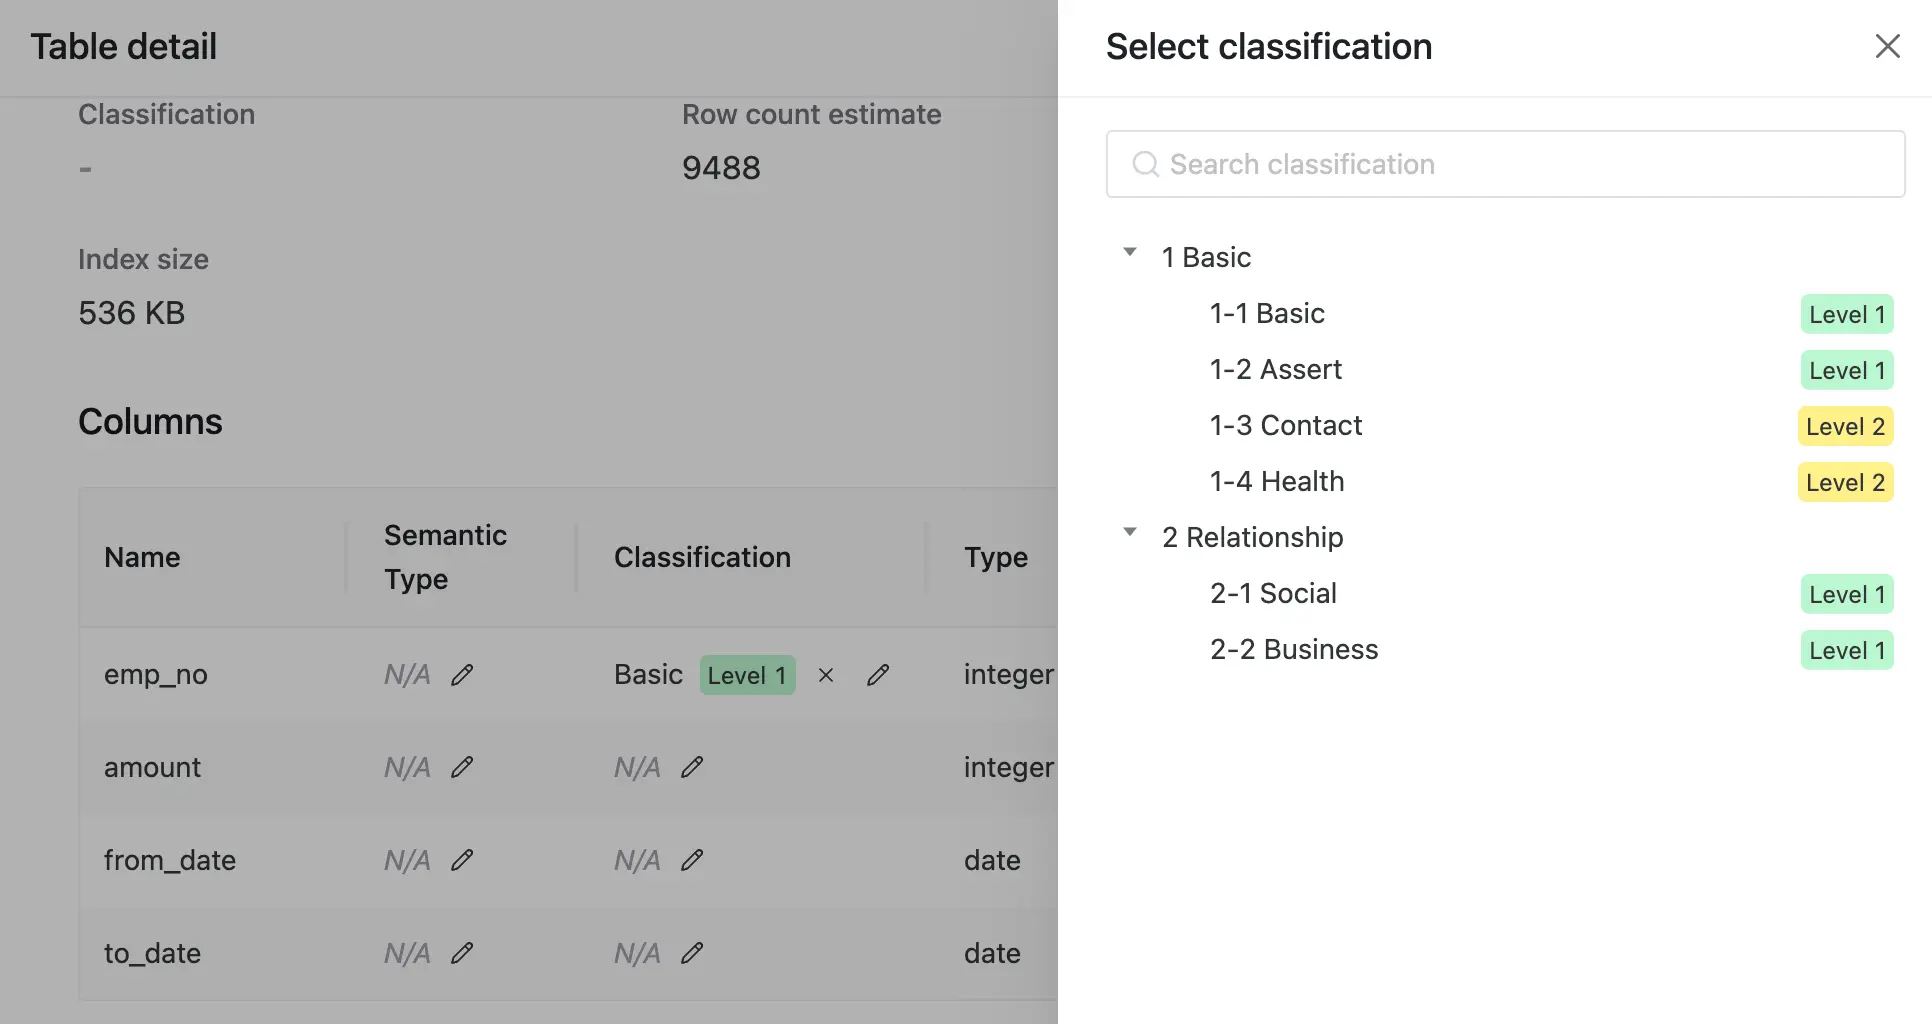 Table detail
Classification
Row count estimate
-
9488
Index size
536 KB
Columns
Name
Semantic
Type
Classification
Type
emp_no N/A Basic Level 1 integer
amount N/A N/A integer
from_date N/A N/A date
to_date N/A N/A date
Select classification
Search classification
1 Basic
1-1 Basic Level 1
1-2 Assert Level 1
1-3 Contact Level 2
1-4 Health Level 2
2 Relationship
2-1 Social Level 1
2-2 Business Level 1